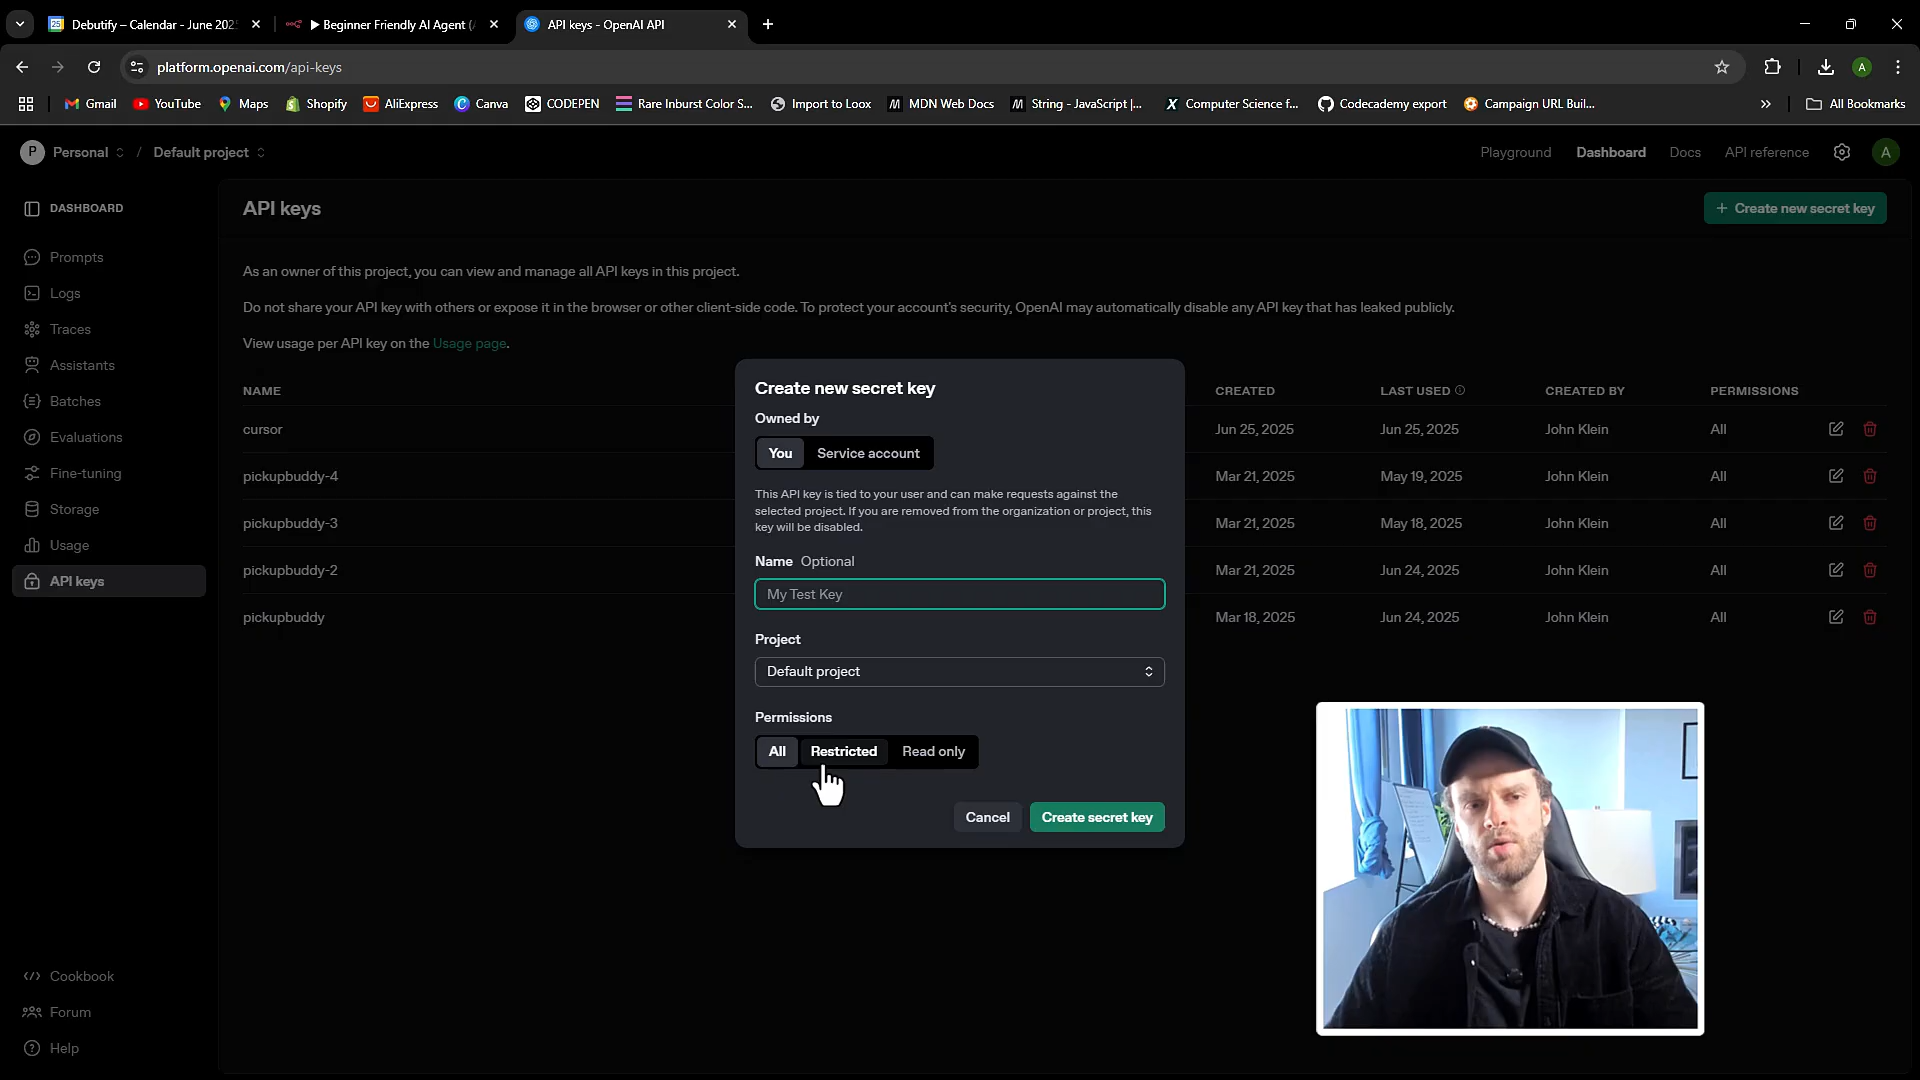 Debutify – Calendar - June 202
Beginner Friendly AI Agent (
API keys - OpenAI API
platform.openai.com/api-keys
Gmail
YouTube
Maps
Shopify
AliExpress
Canva
CODEPEN
Rare Inburst Color S...
Import to Loox
MDN Web Docs
String - JavaScript |...
Computer Science f...
Codecademy export
Campaign URL Buil...
»
All Bookmarks
P
Personal
/
Default project
Playground
Dashboard
Docs
API reference
A
DASHBOARD
Prompts
Logs
Traces
Assistants
Batches
Evaluations
Fine-tuning
Storage
Usage
API keys
Cookbook
Forum
Help
API keys
+ Create new secret key
As an owner of this project, you can view and manage all API keys in this project.
Do not share your API key with others or expose it in the browser or other client-side code. To protect your account's security, OpenAI may automatically disable any API key that has leaked publicly.
View usage per API key on the Usage page.
NAME CREATED LAST USED CREATED BY PERMISSIONS
cursor Jun 25, 2025 Jun 25, 2025 John Klein All
pickupbuddy-4 Mar 21, 2025 May 19, 2025 John Klein All
pickupbuddy-3 Mar 21, 2025 May 18, 2025 John Klein All
pickupbuddy-2 Mar 21, 2025 Jun 24, 2025 John Klein All
pickupbuddy Mar 18, 2025 Jun 24, 2025 John Klein All
Create new secret key
Owned by
You Service account
This API key is tied to your user and can make requests against the
selected project. If you are removed from the organization or project, this
key will be disabled.
Name Optional
My Test Key
Project
Default project
Permissions
All Restricted Read only
Cancel Create secret key